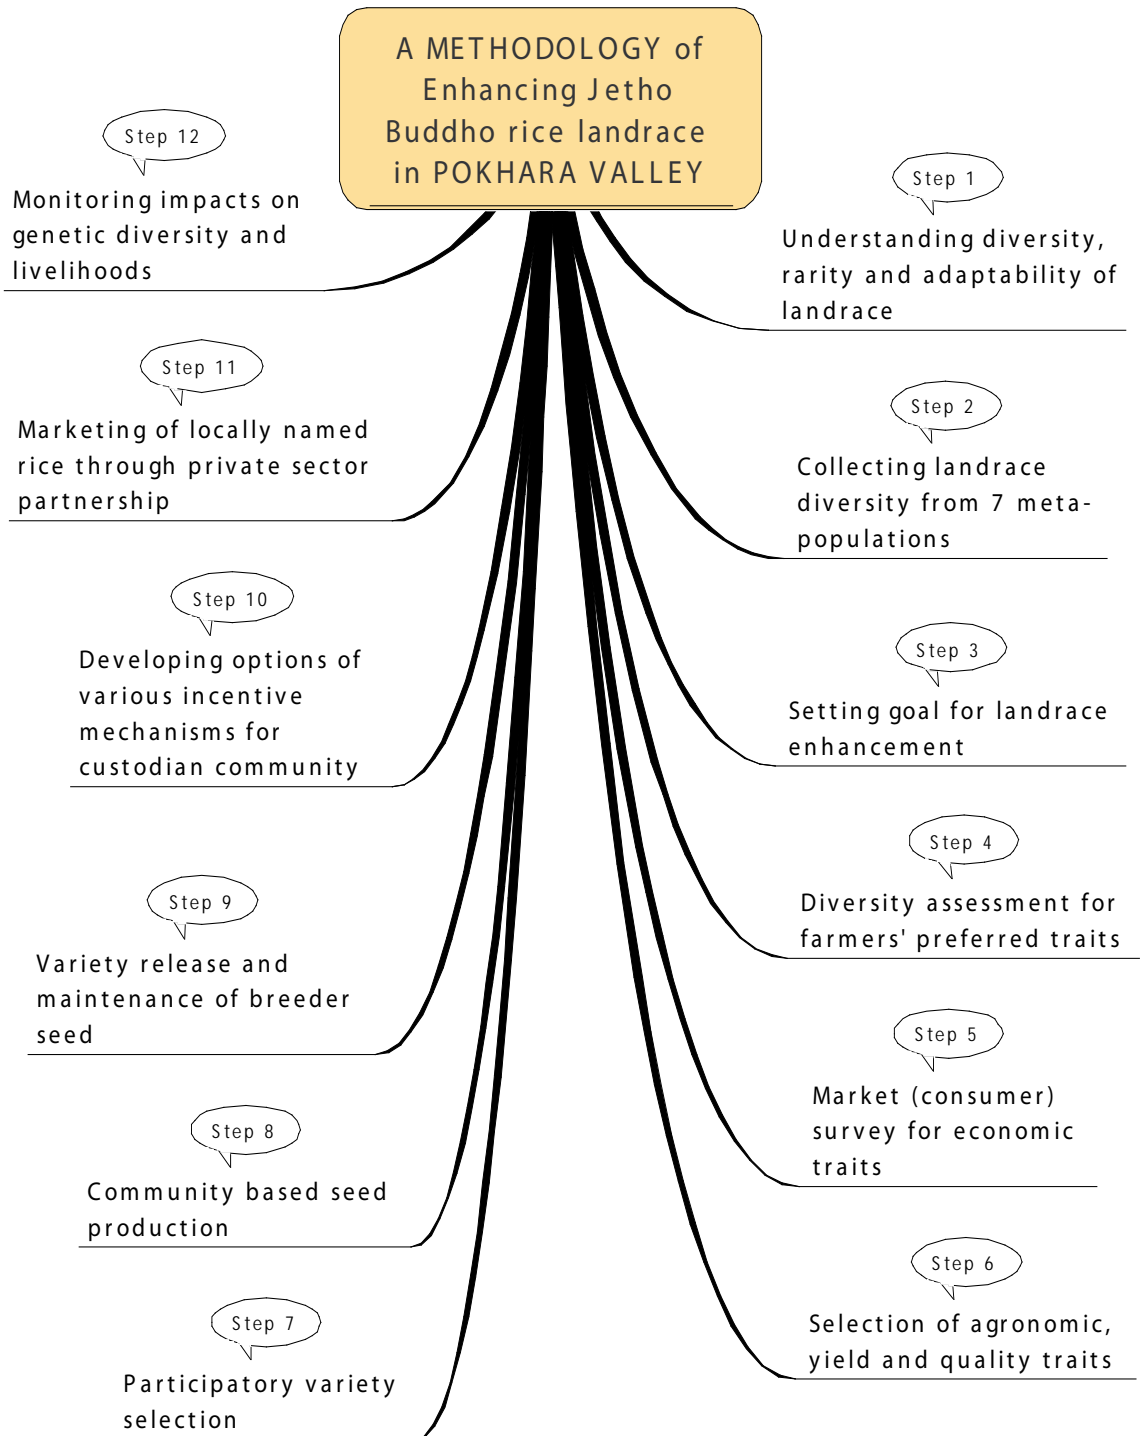 A METHODOLOGY of
Enhancing Jetho
Buddho rice landrace
in POKHARA VALLEY
Step 1
Understanding diversity,
rarity and adaptability of
landrace
Step 2
Collecting landrace
diversity from 7 meta-
populations
Step 3
Setting goal for landrace
enhancement
Step 4
Diversity assessment for
farmers' preferred traits
Step 5
Market (consumer)
survey for economic
traits
Step 6
Selection of agronomic,
yield and quality traits
Step 7
Participatory variety
selection
Step 8
Community based seed
production
Step 9
Variety release and
maintenance of breeder
seed
Step 10
Developing options of
various incentive
mechanisms for
custodian community
Step 11
Marketing of locally named
rice through private sector
partnership
Step 12
Monitoring impacts on
genetic diversity and
livelihoods